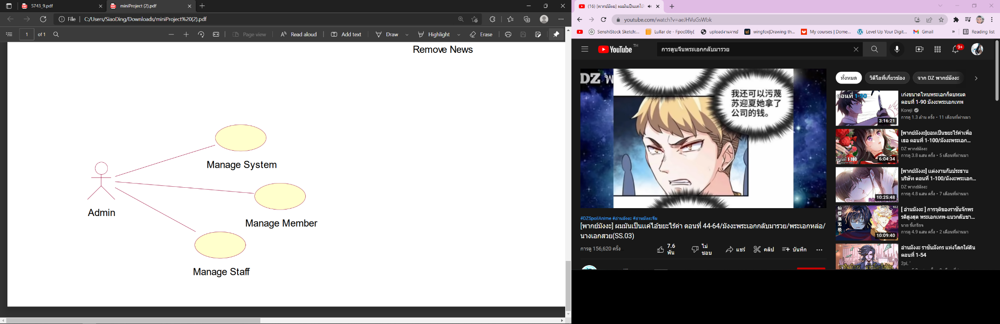 5743_9.pdf
miniProject (2).pdf
File
C:/Users/SiaoDing/Downloads/miniProject%20(2).pdf
1
of 1
Page view
Read aloud
Add text
Draw
Highlight
Erase
Remove News
Manage System
Manage Member
Manage Staff
Admin
(16) [พากย์มังงะ] ผมมันเป็นแค่ไอ้
youtube.com/watch?v=aeJHVuGsWbk
SenshiStock Sketch:...
Lullar de - Fpoc08iy[
uploadงานจารย์
wingfox|Drawing th...
My courses | Dome...
Level Up Your Digit...
Gmail
»
Reading list
YouTube TH
การตูนจีนพระเอกกลับมารวย
9+
DZ พ
我还可以污蔑
苏迎夏她拿了
公司的钱。
#DZSpoilAnime #อ่านมังงะ #อ่านมังงะจีน
[พากย์มังงะ] ผมมันเป็นแค่ไอ้ขยะไร้ค่า ตอนที่ 44-64/มังงะพระเอกกลับมารวย/พระเอกหล่อ/
นางเอกสวย(SS.03)
การดู 156,620 ครั้ง
7.6
พัน
ไม่
ชอบ
แชร์
คลิป
บันทึก
ทั้งหมด
วิดีโอที่เกี่ยวข้อง
จาก DZ พากย์มังงะ
ตอนที่ 1-90
3:16:21
เก่งขนาดไหนพระเอกก็ตบหมด
ตอนที่ 1-90 มังงะพระเอกเทพ
Koreji
การดู 1.3 ล้าน ครั้ง • 11 เดือนที่ผ่านมา
ตอนที่ 1-100
6:04:34
[พากย์มังงะ]ยอมเป็นขยะไร้ค่าเพื่อ
เธอ ตอนที่ 1-100/มังงะพระเอก...
DZ พากย์มังงะ
การดู 3.8 แสน ครั้ง • 5 เดือนที่ผ่านมา
10:25:48
[พากย์มังงะ] แต่งงานกับประธาน
บริษัท ตอนที่ 1-100/มังงะพระเอก...
DZ พากย์มังงะ
การดู 4.8 แสน ครั้ง • 7 เดือนที่ผ่านมา
仙尊洛无极
102
10:09:40
[ อ่านมังงะ ] การจุติของราชันจักพร
รดิสูงสุด พระเอกเทพ-แนวกลับชา...
นาย ขี้เกรียจ
การดู 4.9 แสน ครั้ง • 2 เดือนที่ผ่านมา
อ่านมังงะ ราชันมังกร แห่งโลกใต้ดิน
ตอนที่ 1-54
2pL '